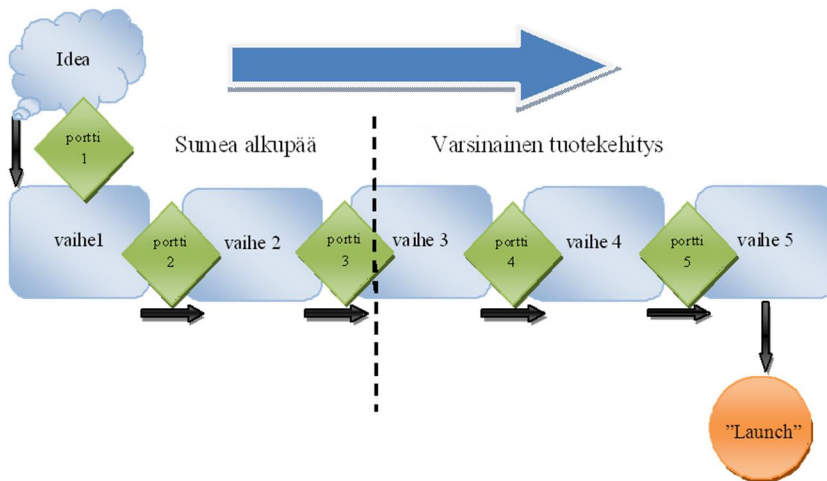 Idea
portti
1
Sumea alkupää
Varsinainen tuotekehitys
vaihe1
portti
2
vaihe 2
portti
3
vaihe 3
portti
4
vaihe 4
portti
5
vaihe 5
”Launch”